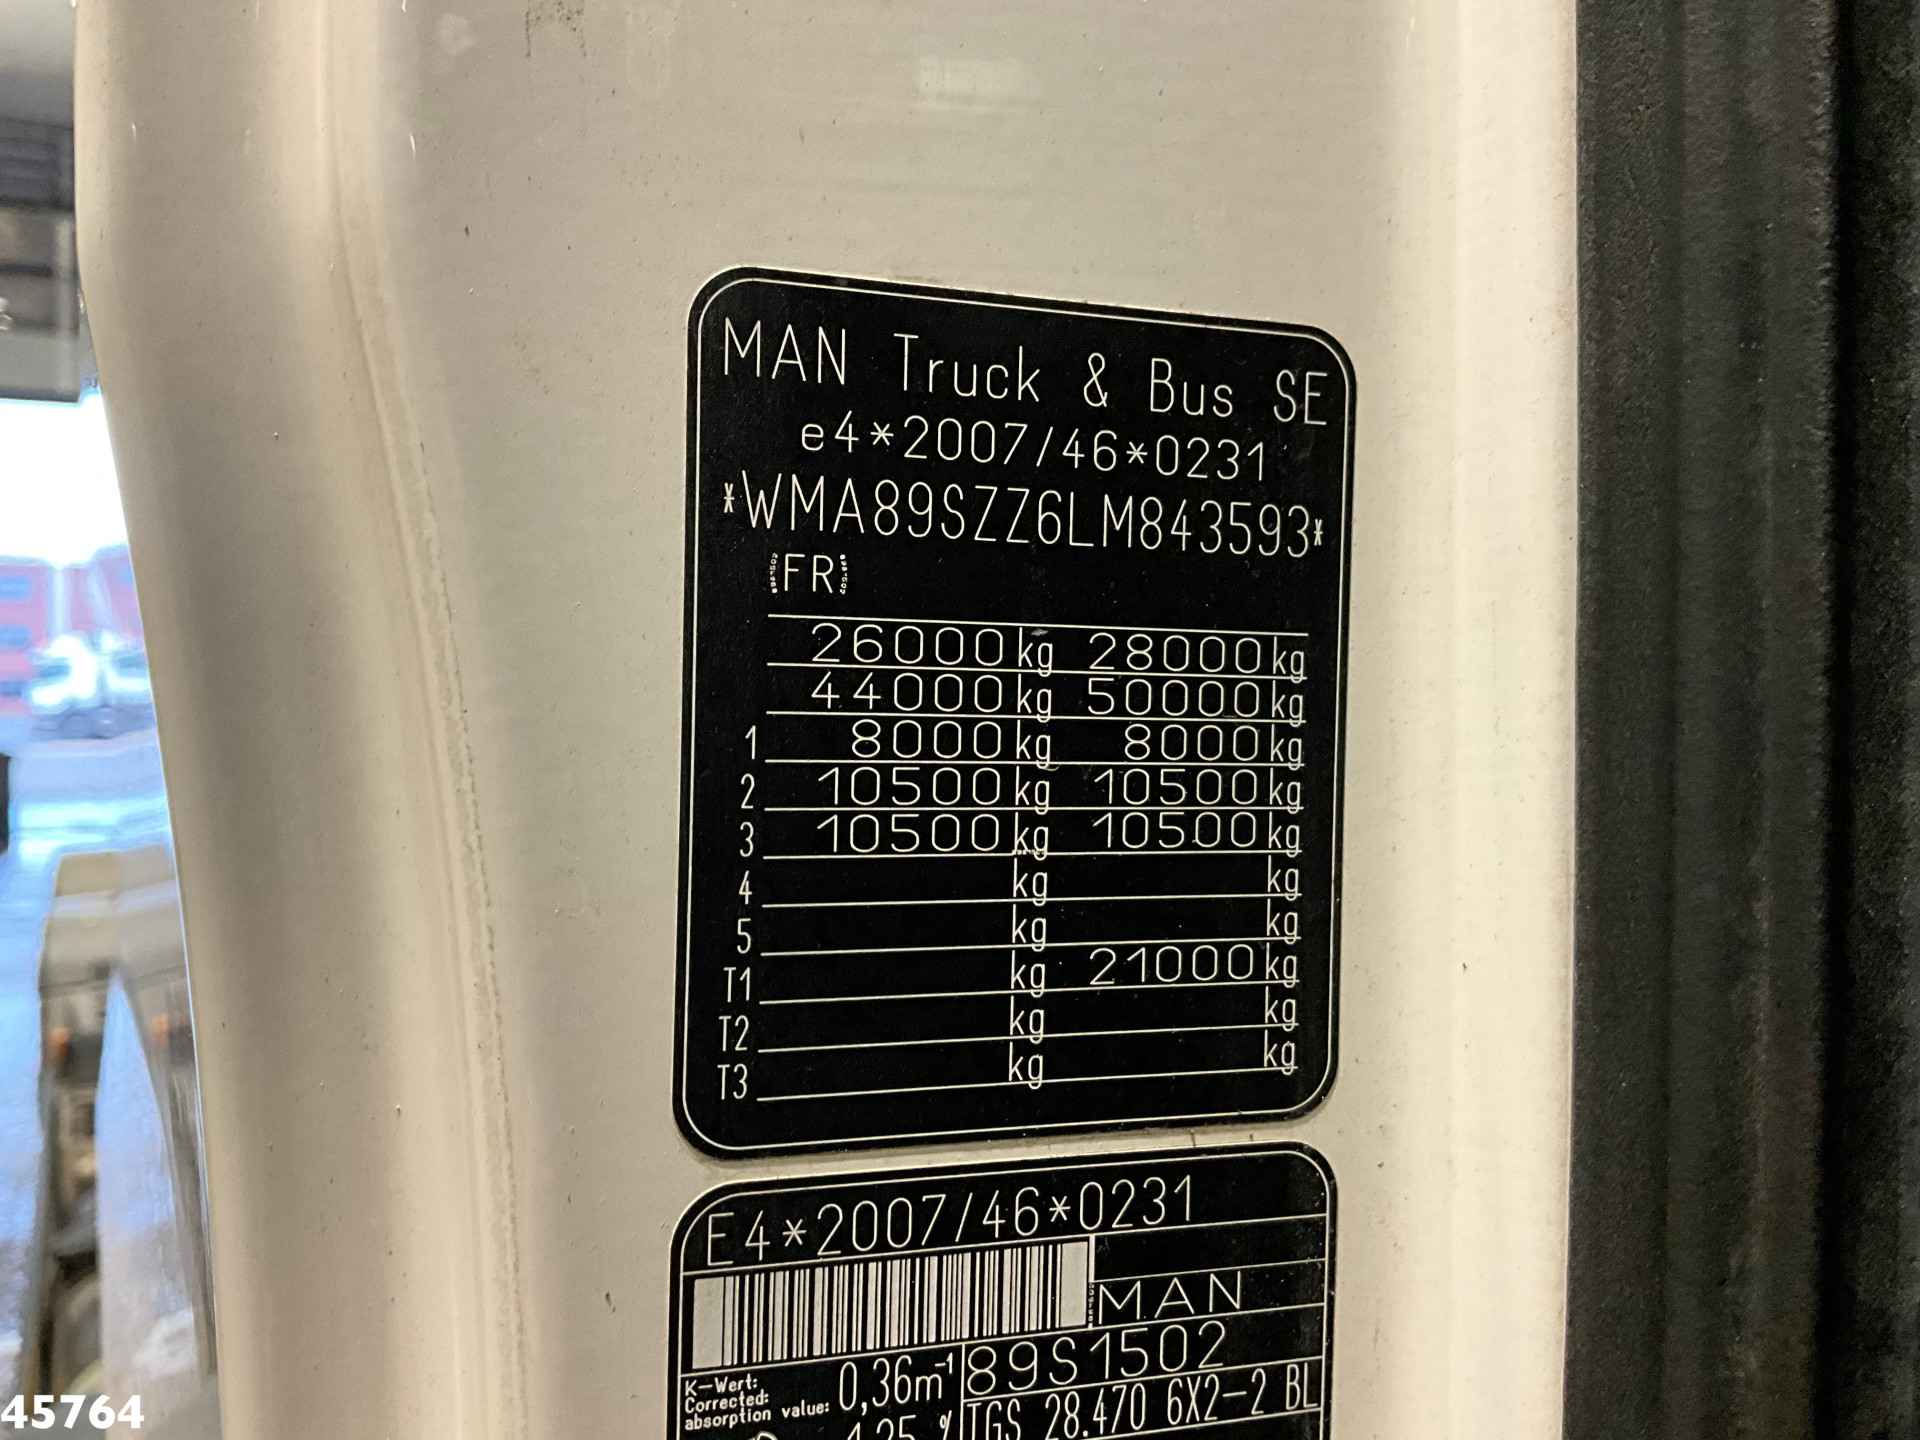 MAN Truck & Bus SE
e4*2007/46*0231
*WMA89SZZ6LM843593*
FR
26000kg 28000kg
44000kg 50000kg
1 8000kg 8000kg
2 10500kg 10500kg
3 10500kg 10500kg
4 kg kg
5 kg kg
T1 kg 21000kg
T2 kg kg
T3 kg kg
E4*2007/46*0231
MAN
89S1502
K-Wert:
Corrected:
absorption value: 0,36m⁻¹
TGS 28.470 6X2-2 BL
45764